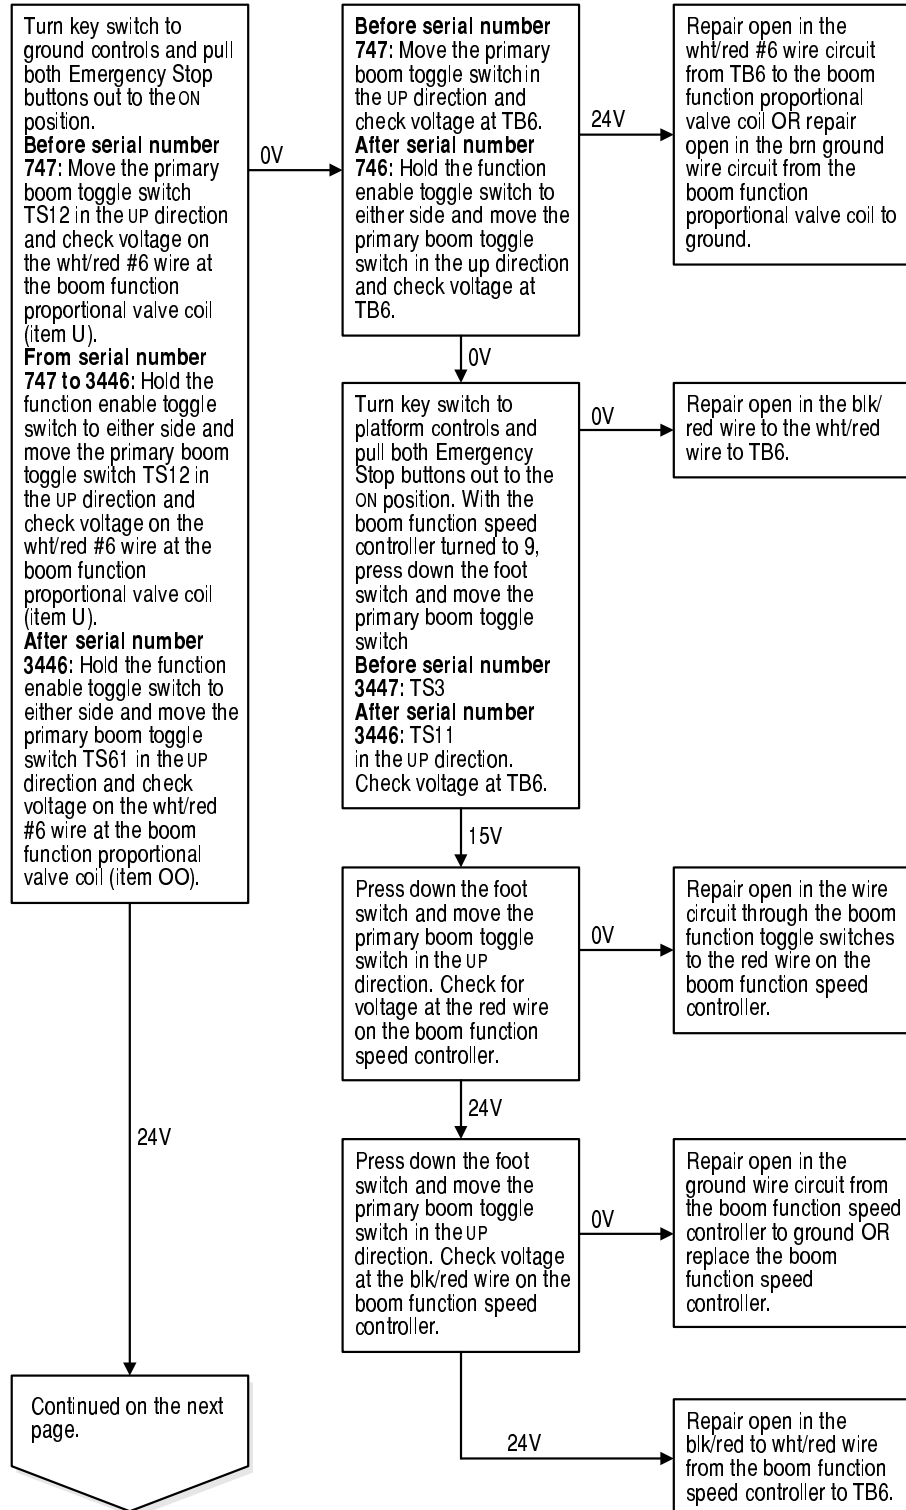 Turn key switch to
ground controls and pull
both Emergency Stop
buttons out to the ON
position.
Before serial number
747: Move the primary
boom toggle switch
TS12 in the UP direction
and check voltage on
the wht/red #6 wire at
the boom function
proportional valve coil
(item U).
From serial number
747 to 3446: Hold the
function enable toggle
switch to either side and
move the primary boom
toggle switch TS12 in
the UP direction and
check voltage on the
wht/red #6 wire at the
boom function
proportional valve coil
(item U).
After serial number
3446: Hold the function
enable toggle switch to
either side and move the
primary boom toggle
switch TS61 in the UP
direction and check
voltage on the wht/red
#6 wire at the boom
function proportional
valve coil (item OO).
0V
Before serial number
747: Move the primary
boom toggle switch in
the UP direction and
check voltage at TB6.
After serial number
746: Hold the function
enable toggle switch to
either side and move the
primary boom toggle
switch in the up direction
and check voltage at
TB6.
24V
Repair open in the
wht/red #6 wire circuit
from TB6 to the boom
function proportional
valve coil OR repair
open in the brn ground
wire circuit from the
boom function
proportional valve coil to
ground.
0V
Turn key switch to
platform controls and
pull both Emergency
Stop buttons out to the
ON position. With the
boom function speed
controller turned to 9,
press down the foot
switch and move the
primary boom toggle
switch
Before serial number
3447: TS3
After serial number
3446: TS11
in the UP direction.
Check voltage at TB6.
0V
Repair open in the blk/
red wire to the wht/red
wire to TB6.
15V
Press down the foot
switch and move the
primary boom toggle
switch in the UP
direction. Check for
voltage at the red wire
on the boom function
speed controller.
0V
Repair open in the wire
circuit through the boom
function toggle switches
to the red wire on the
boom function speed
controller.
24V
Press down the foot
switch and move the
primary boom toggle
switch in the UP
direction. Check voltage
at the blk/red wire on the
boom function speed
controller.
0V
Repair open in the
ground wire circuit from
the boom function speed
controller to ground OR
replace the boom
function speed
controller.
24V
Repair open in the
blk/red to wht/red wire
from the boom function
speed controller to TB6.
24V
Continued on the next
page.